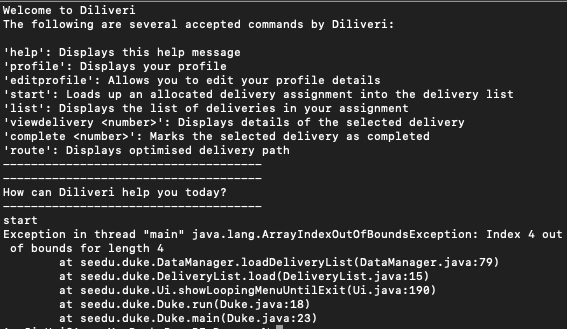 Welcome to Diliveri
The following are several accepted commands by Diliveri:

'help': Displays this help message
'profile': Displays your profile
'editprofile': Allows you to edit your profile details
'start': Loads up an allocated delivery assignment into the delivery list
'list': Displays the list of deliveries in your assignment
'viewdelivery <number>': Displays details of the selected delivery
'complete <number>': Marks the selected delivery as completed
'route': Displays optimised delivery path
-------------------------------------
-------------------------------------
How can Diliveri help you today?
-------------------------------------
start
Exception in thread "main" java.lang.ArrayIndexOutOfBoundsException: Index 4 out
 of bounds for length 4
        at seedu.duke.DataManager.loadDeliveryList(DataManager.java:79)
        at seedu.duke.DeliveryList.load(DeliveryList.java:15)
        at seedu.duke.Ui.showLoopingMenuUntilExit(Ui.java:190)
        at seedu.duke.Duke.run(Duke.java:18)
        at seedu.duke.Duke.main(Duke.java:23)